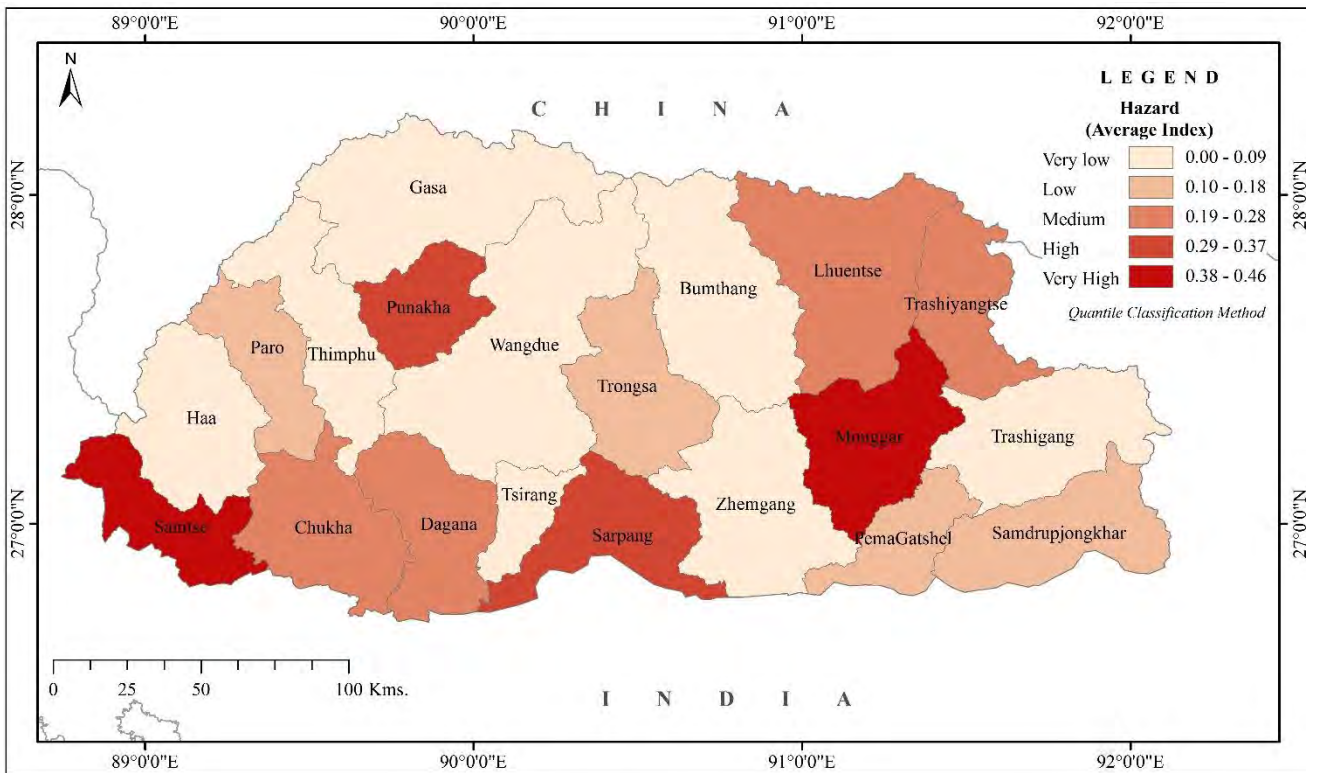 89°0'0"E 90°0'0"E 91°0'0"E 92°0'0"E
N
C H I N A
LEGEND
Hazard
(Average Index)
Very low 0.00 - 0.09
Low 0.10 - 0.18
Medium 0.19 - 0.28
High 0.29 - 0.37
Very High 0.38 - 0.46
Quantile Classification Method
28°0'0"N
28°0'0"N
Gasa
Lhuentse
Bumthang
Trashiyangtse
Punakha
Wangdue
Paro
Thimphu
Trongsa
Haa
Monggar
Trashigang
Tsirang
Zhemgang
Samtse
Chukha
Dagana
Sarpang
PemaGatshel
Samdrupjongkhar
27°0'0"N
27°0'0"N
0 25 50 100 Kms.
I N D I A
89°0'0"E 90°0'0"E 91°0'0"E 92°0'0"E